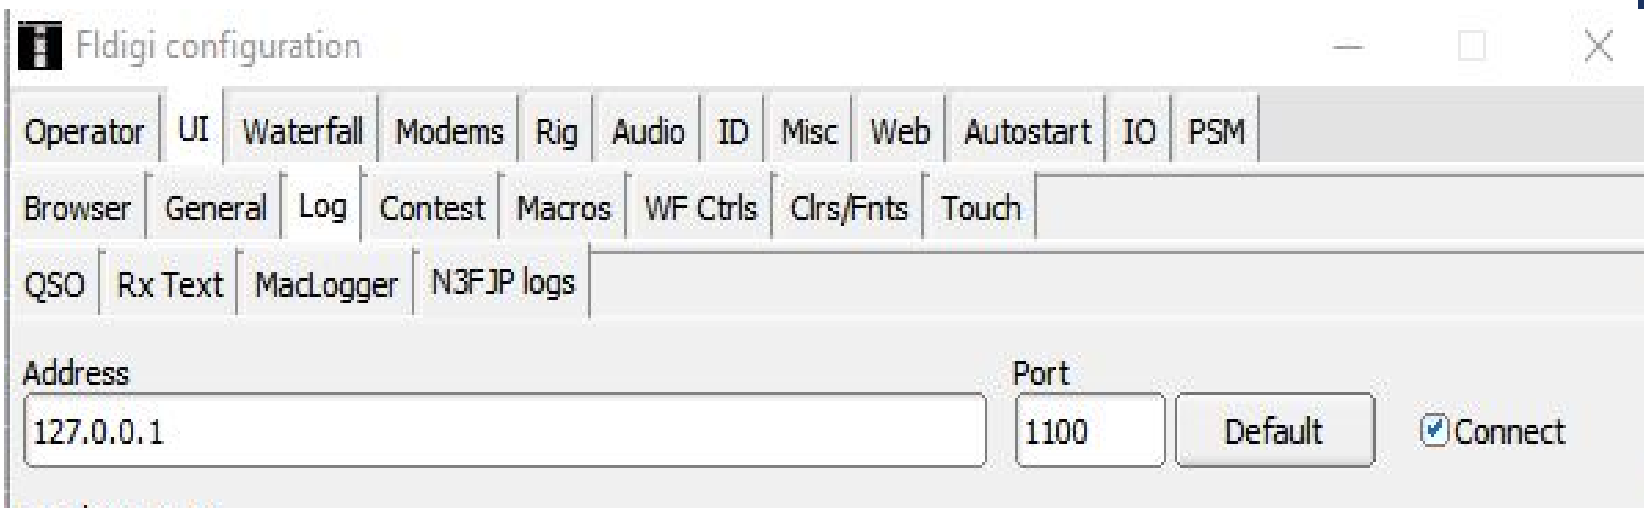 Fldigi configuration
Operator UI Waterfall Modems Rig Audio ID Misc Web Autostart IO PSM
Browser General Log Contest Macros WF Ctrls Clrs/Fnts Touch
QSO Rx Text MacLogger N3FJP logs
Address Port
127.0.0.1 1100 Default Connect